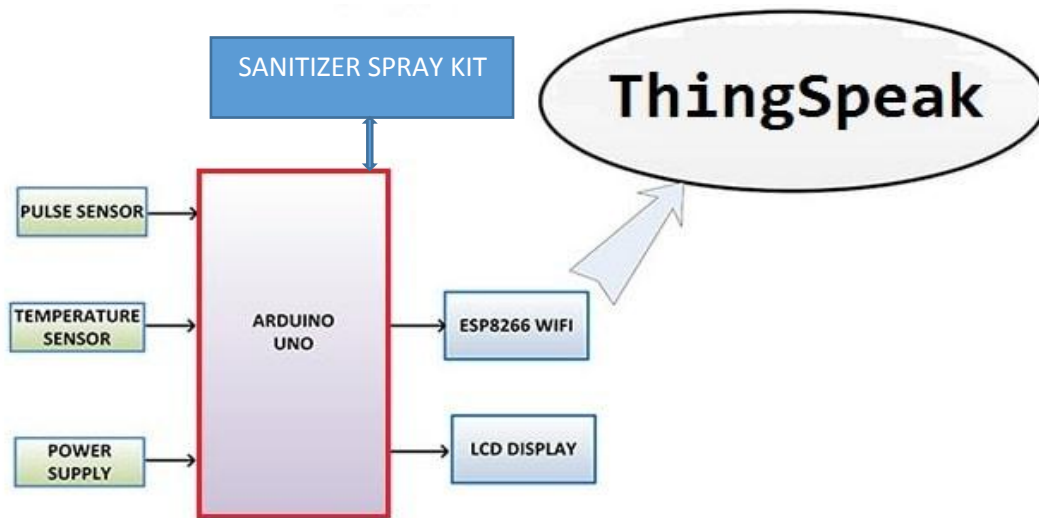 SANITIZER SPRAY KIT
ThingSpeak
PULSE SENSOR
TEMPERATURE
SENSOR
ARDUINO
UNO
ESP8266 WIFI
POWER
SUPPLY
LCD DISPLAY